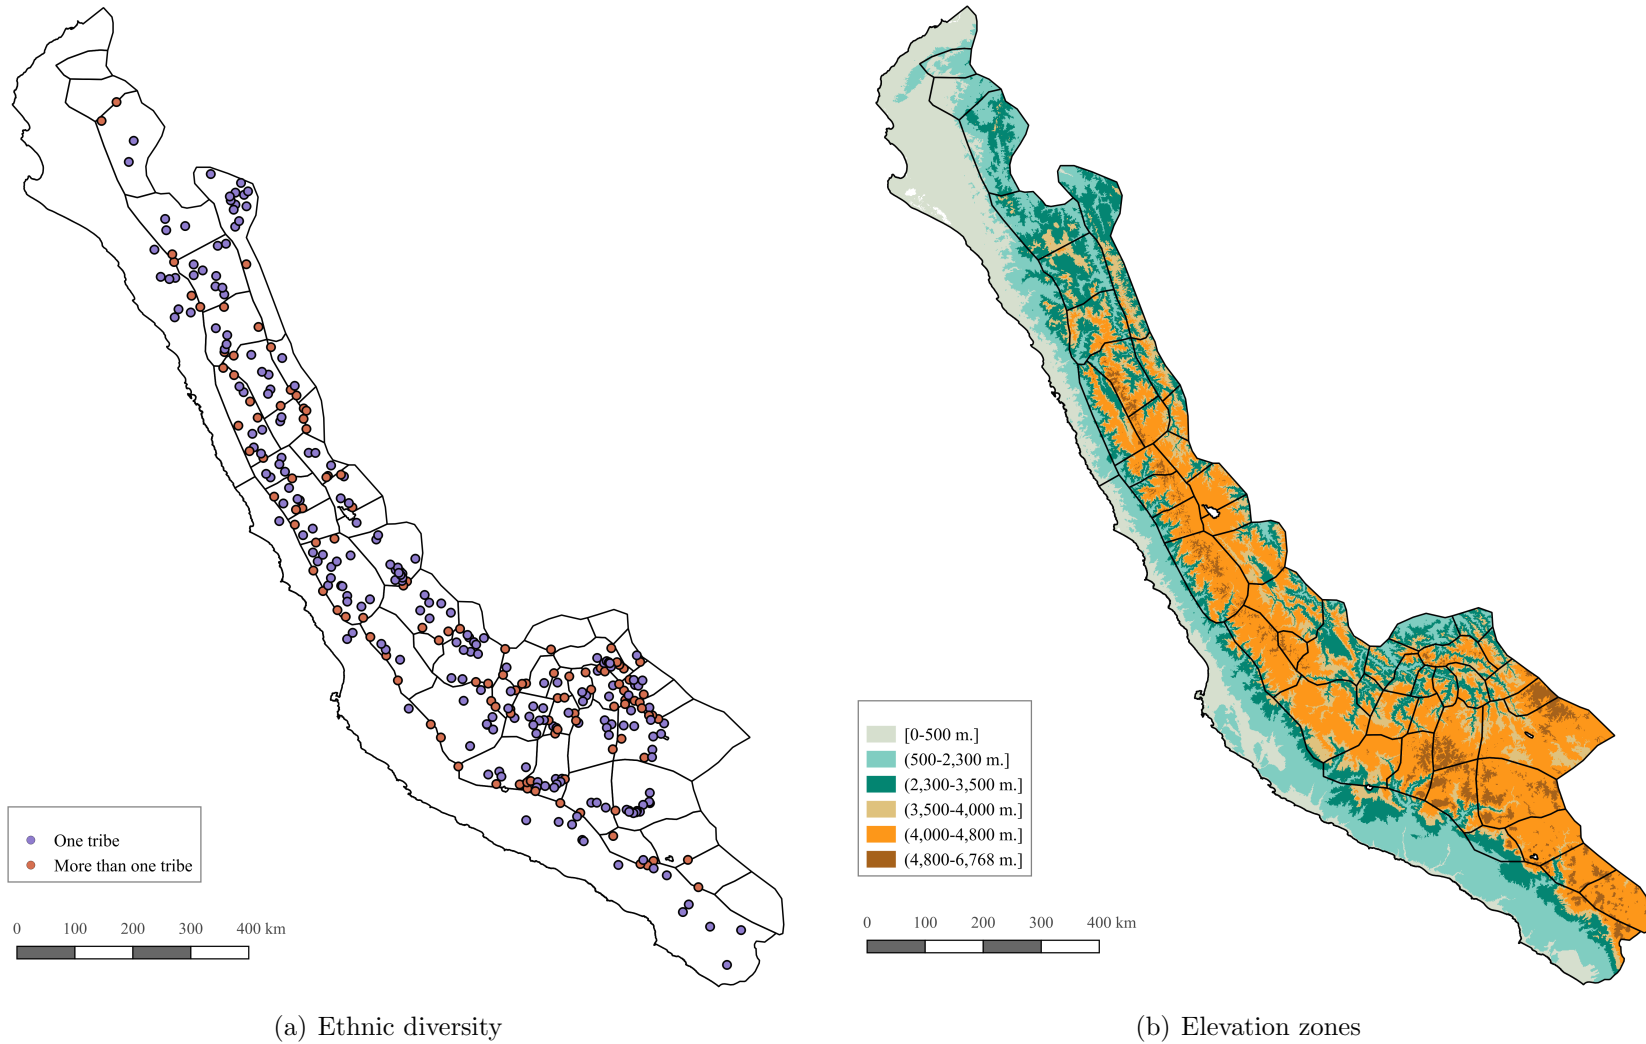 One tribe
More than one tribe
0 100 200 300 400 km
(a) Ethnic diversity
[0-500 m.]
(500-2,300 m.]
(2,300-3,500 m.]
(3,500-4,000 m.]
(4,000-4,800 m.]
(4,800-6,768 m.]
0 100 200 300 400 km
(b) Elevation zones